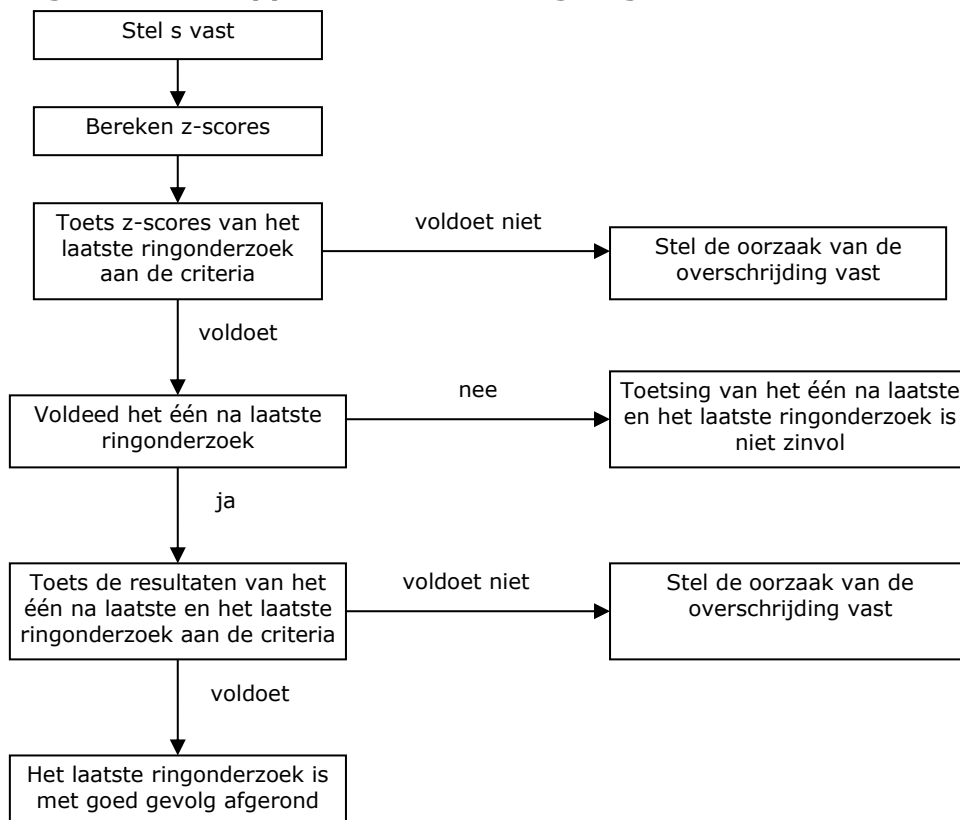 Stel s vast
Bereken z-scores
Toets z-scores van het
laatste ringonderzoek
aan de criteria
voldoet niet
Stel de oorzaak van de
overschrijding vast
voldoet
Voldeed het één na laatste
ringonderzoek
nee
Toetsing van het één na laatste
en het laatste ringonderzoek is
niet zinvol
ja
Toets de resultaten van het
één na laatste en het laatste
ringonderzoek aan de criteria
voldoet niet
Stel de oorzaak van de
overschrijding vast
voldoet
Het laatste ringonderzoek is
met goed gevolg afgerond